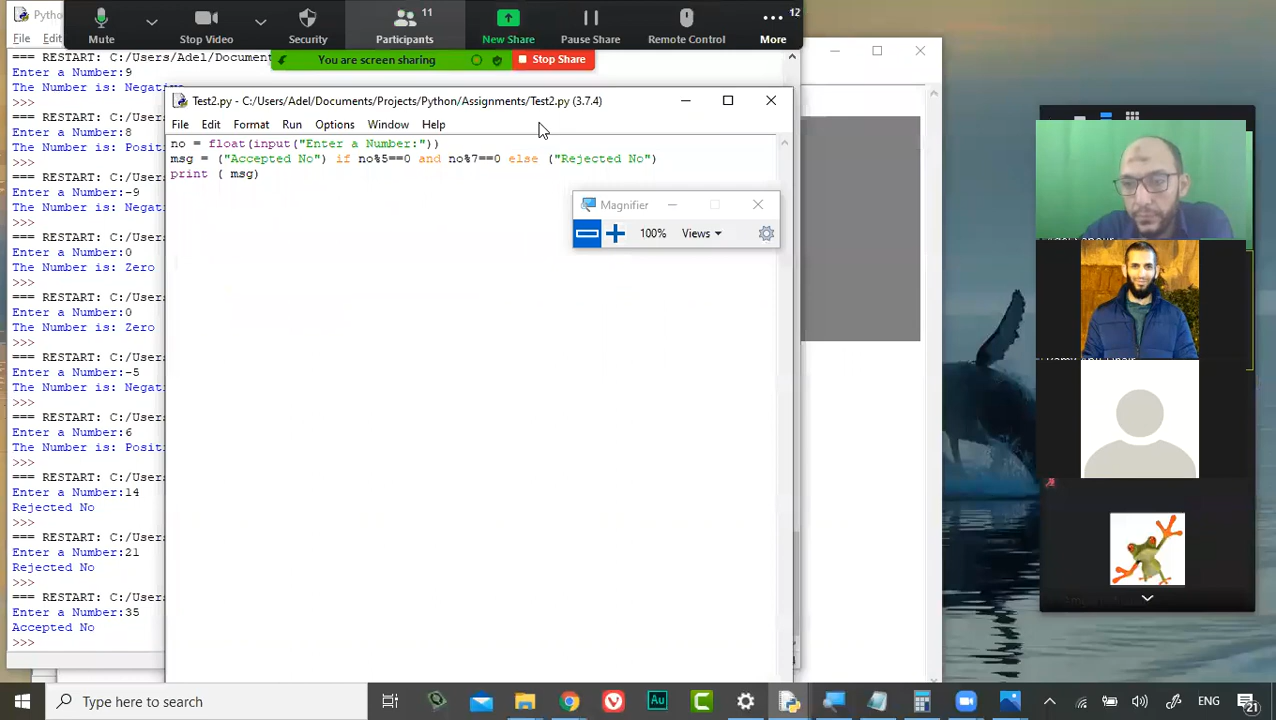 Mute
Stop Video
Security
11
Participants
New Share
Pause Share
Remote Control
12
More
You are screen sharing
Stop Share
File
=== RESTART: C:/Users/Adel/Document
Enter a Number:9
The Number is:
>>>
=== RESTART: C:/User
Enter a Number:8
The Number is:
>>>
=== RESTART: C:/User
Enter a Number:-9
The Number is:
>>>
=== RESTART: C:/User
Enter a Number:0
The Number is: Zero
>>>
=== RESTART: C:/User
Enter a Number:0
The Number is: Zero
>>>
=== RESTART: C:/User
Enter a Number:-5
The Number is:
>>>
=== RESTART: C:/User
Enter a Number:6
The Number is:
>>>
=== RESTART: C:/User
Enter a Number:14
Rejected No
>>>
=== RESTART: C:/User
Enter a Number:21
Rejected No
>>>
=== RESTART: C:/User
Enter a Number:35
Accepted No
>>>
Test2.py - C:/Users/Adel/Documents/Projects/Python/Assignments/Test2.py (3.7.4)
File Edit Format Run Options Window Help
no = float(input("Enter a Number:"))
msg = ("Accepted No") if no%5==0 and no%7==0 else ("Rejected No")
print ( msg)
Magnifier
100% Views
Type here to search
Au
ENG
21